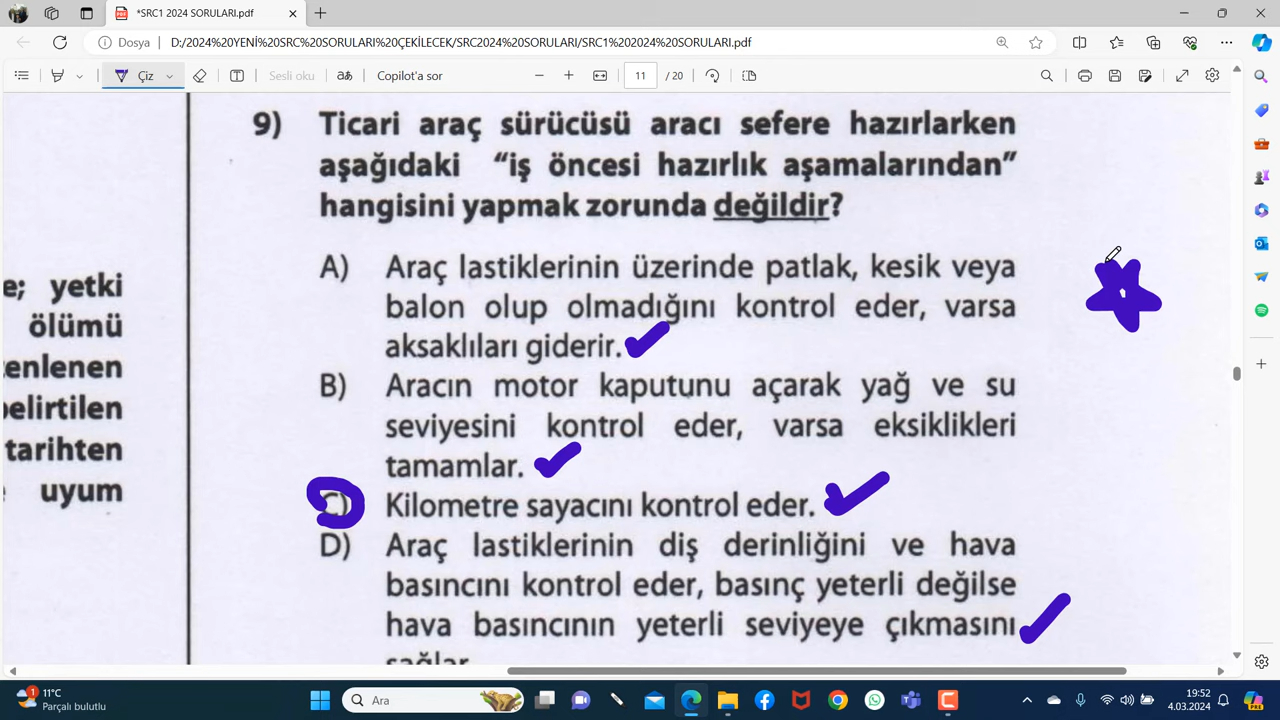 *SRC1 2024 SORULARI.pdf
Dosya
D:/2024%20YENİ%20SRC%20SORULARI%20ÇEKİLECEK/SRC2024%20SORULARI/SRC1%202024%20SORULARI.pdf
Çiz
Sesli oku
Copilot'a sor
11 / 20
e; yetki
ölümü
enlenen
belirtilen
tarihten
e uyum
9) Ticari araç sürücüsü aracı sefere hazırlarken
aşağıdaki “iş öncesi hazırlık aşamalarından”
hangisini yapmak zorunda değildir?
A) Araç lastiklerinin üzerinde patlak, kesik veya
balon olup olmadığını kontrol eder, varsa
aksaklıları giderir.
B) Aracın motor kaputunu açarak yağ ve su
seviyesini kontrol eder, varsa eksiklikleri
tamamlar.
C) Kilometre sayacını kontrol eder.
D) Araç lastiklerinin diş derinliğini ve hava
basıncını kontrol eder, basınç yeterli değilse
hava basıncının yeterli seviyeye çıkmasını
sağlar
1
11°C
Parçalı bulutlu
Ara
19:52
4.03.2024